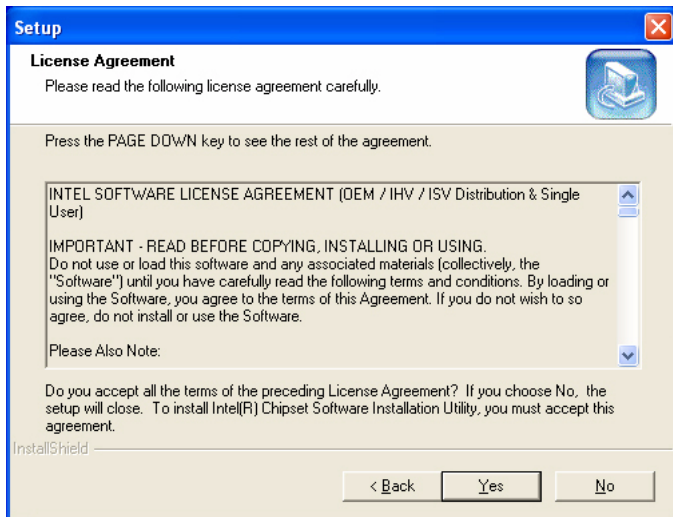 Setup
License Agreement
Please read the following license agreement carefully.
Press the PAGE DOWN key to see the rest of the agreement.
INTEL SOFTWARE LICENSE AGREEMENT (OEM / IHV / ISV Distribution & Single
User)
IMPORTANT - READ BEFORE COPYING, INSTALLING OR USING.
Do not use or load this software and any associated materials (collectively, the
"Software") until you have carefully read the following terms and conditions. By loading or
using the Software, you agree to the terms of this Agreement. If you do not wish to so
agree, do not install or use the Software.
Please Also Note:
Do you accept all the terms of the preceding License Agreement? If you choose No, the
setup will close. To install Intel(R) Chipset Software Installation Utility, you must accept this
agreement.
InstallShield
< Back
Yes
No